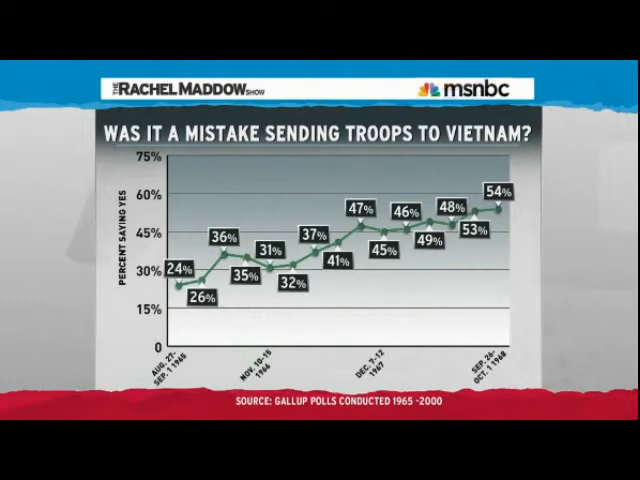 THE RACHEL MADDOW SHOW
msnbc
WAS IT A MISTAKE SENDING TROOPS TO VIETNAM?
PERCENT SAYING YES
75%
60%
45%
30%
15%
0
24%
26%
36%
35%
31%
32%
37%
41%
47%
45%
46%
49%
48%
53%
54%
AUG. 27-
SEP. 1 1965
NOV. 10-15
1966
DEC. 7-12
1967
SEP. 26-
OCT. 1 1968
SOURCE: GALLUP POLLS CONDUCTED 1965 -2000